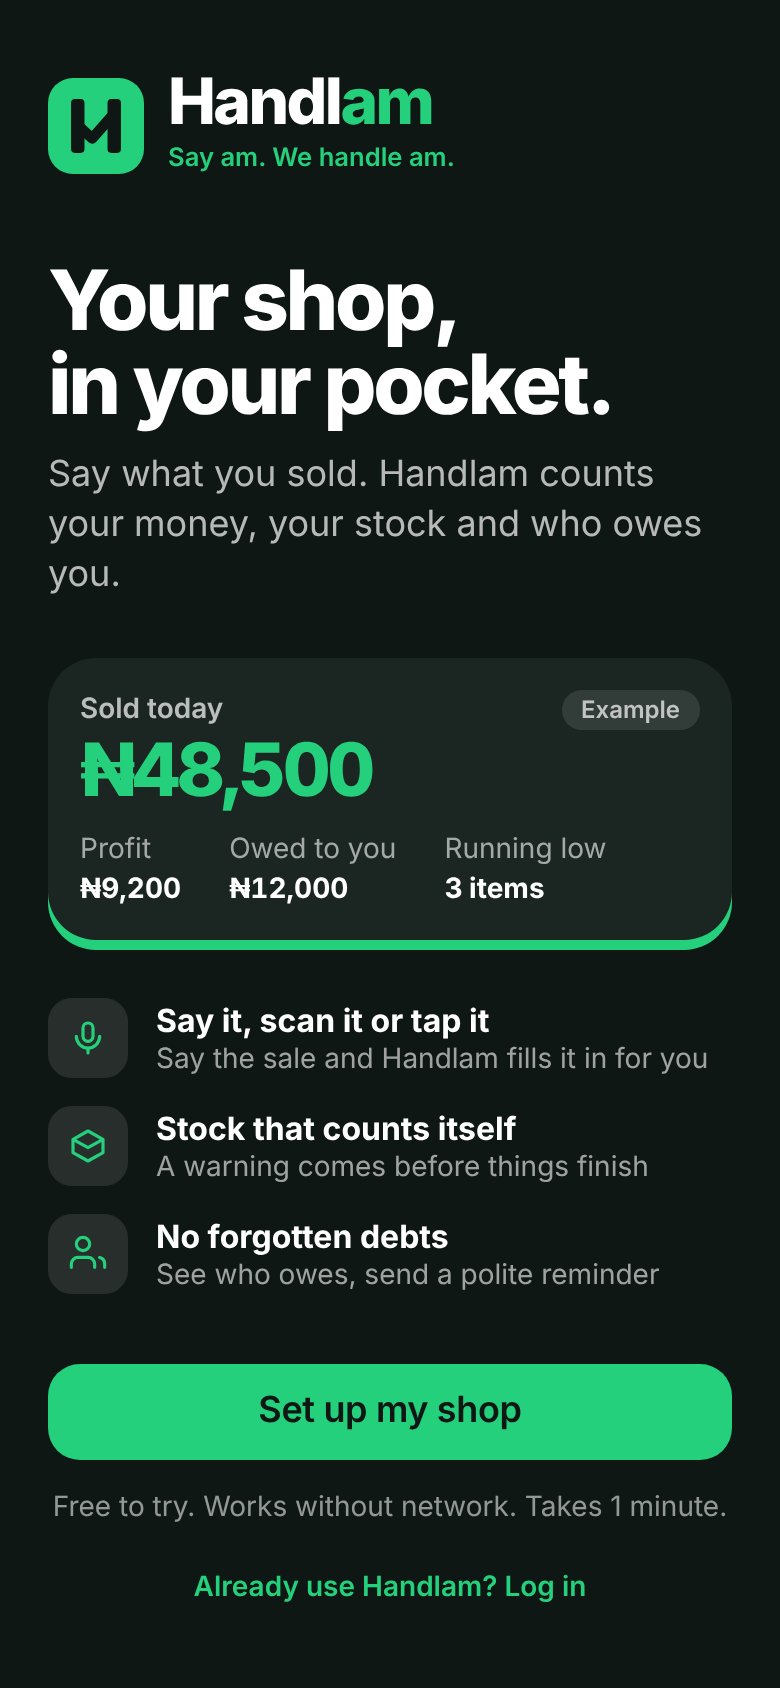 Handlam
Say am. We handle am.
Your shop,
in your pocket.
Say what you sold. Handlam counts
your money, your stock and who owes
you.
Sold today
Example
₦48,500
Profit
Owed to you
Running low
₦9,200
₦12,000
3 items
Say it, scan it or tap it
Say the sale and Handlam fills it in for you
Stock that counts itself
A warning comes before things finish
No forgotten debts
See who owes, send a polite reminder
Set up my shop
Free to try. Works without network. Takes 1 minute.
Already use Handlam? Log in